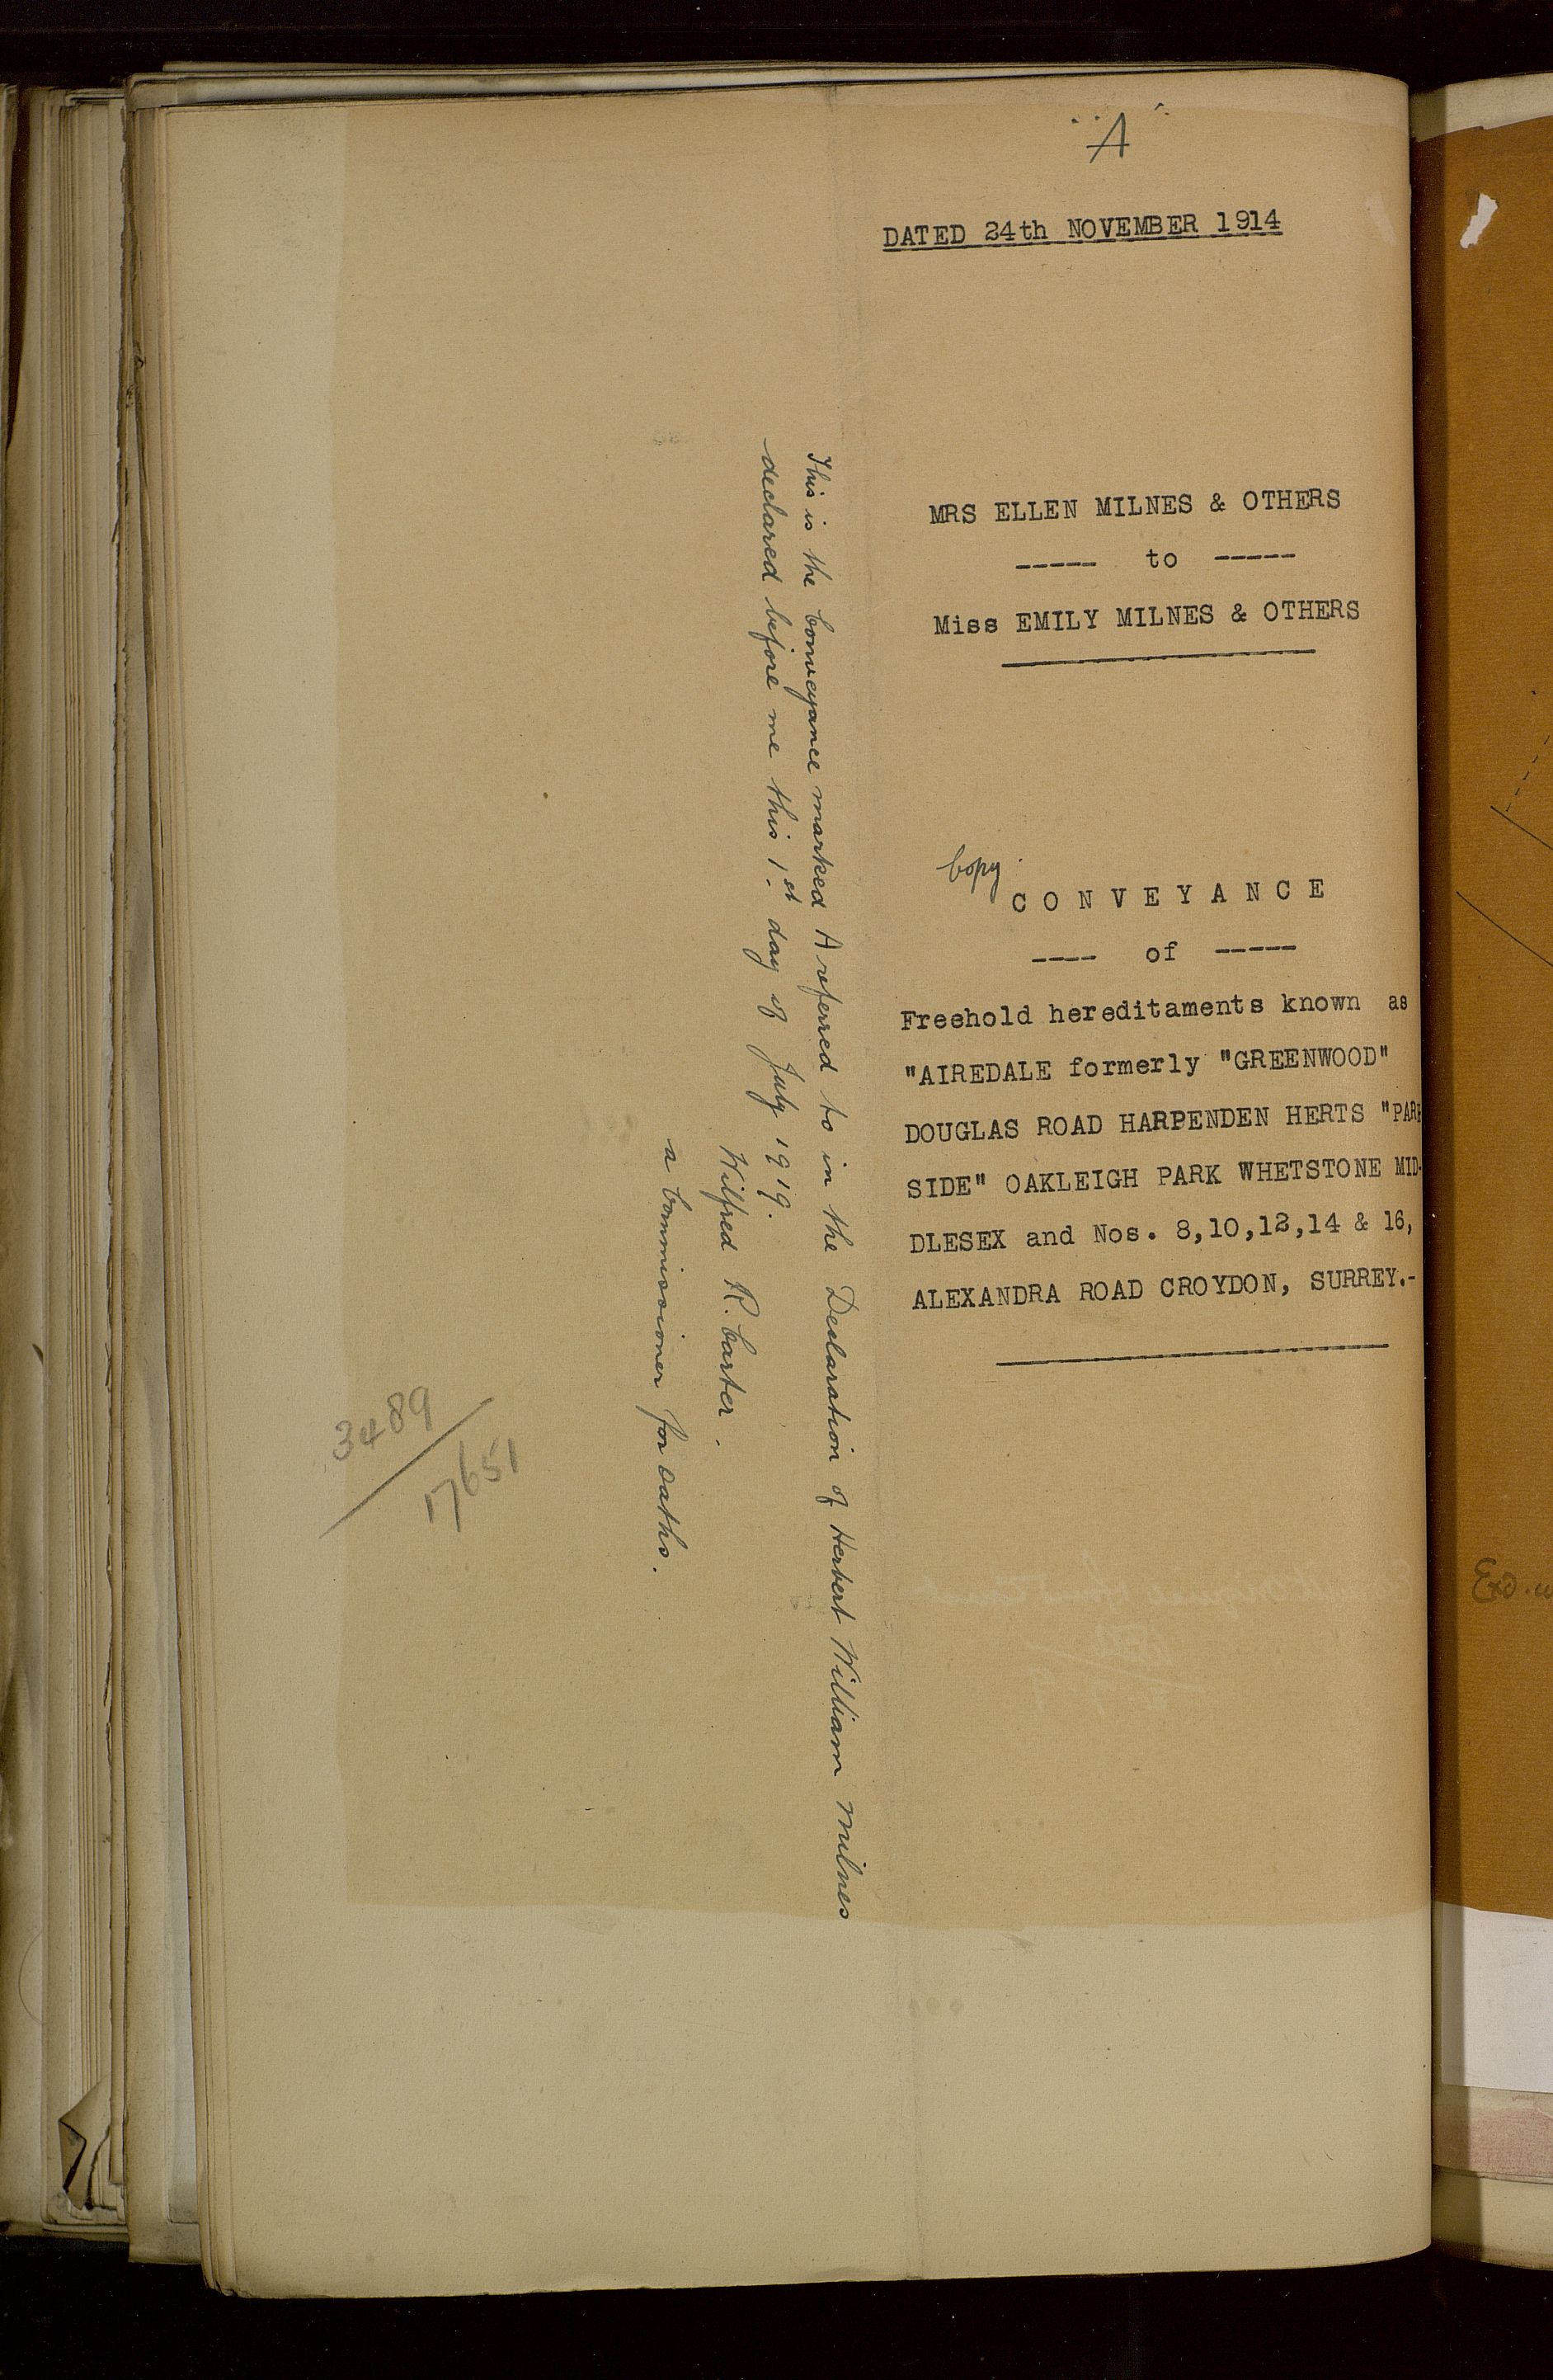 "A"
DATED 24th NOVEMBER 1914
MRS ELLEN MILNES & OTHERS
----- to -----
Miss EMILY MILNES & OTHERS
Copy
CONVEYANCE
---- of -----
Freehold hereditaments known as
"AIREDALE formerly "GREENWOOD"
DOUGLAS ROAD HARPENDEN HERTS "PARK
SIDE" OAKLEIGH PARK WHETSTONE MID-
DLESEX and Nos. 8,10,12,14 & 16,
ALEXANDRA ROAD CROYDON, SURREY.-
This is the Conveyance marked A referred to in the Declaration of Herbert William Milnes
declared before me this 1st day of July 1919.
Wilfred R. Carter.
a Commissioner for Oaths.
3489
17651